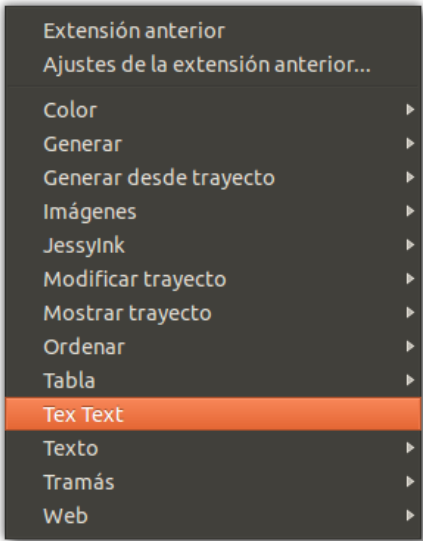 Extensión anterior
Ajustes de la extensión anterior...
Color
Generar
Generar desde trayecto
Imágenes
JessyInk
Modificar trayecto
Mostrar trayecto
Ordenar
Tabla
Tex Text
Texto
Tramás
Web